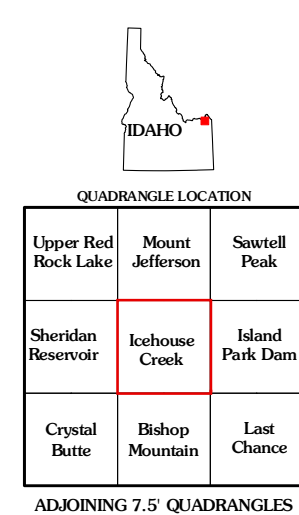 IDAHO
QUADRANGLE LOCATION
Upper Red
Rock Lake
Mount
Jefferson
Sawtell
Peak
Sheridan
Reservoir
Icehouse
Creek
Island
Park Dam
Crystal
Butte
Bishop
Mountain
Last
Chance
ADJOINING 7.5' QUADRANGLES